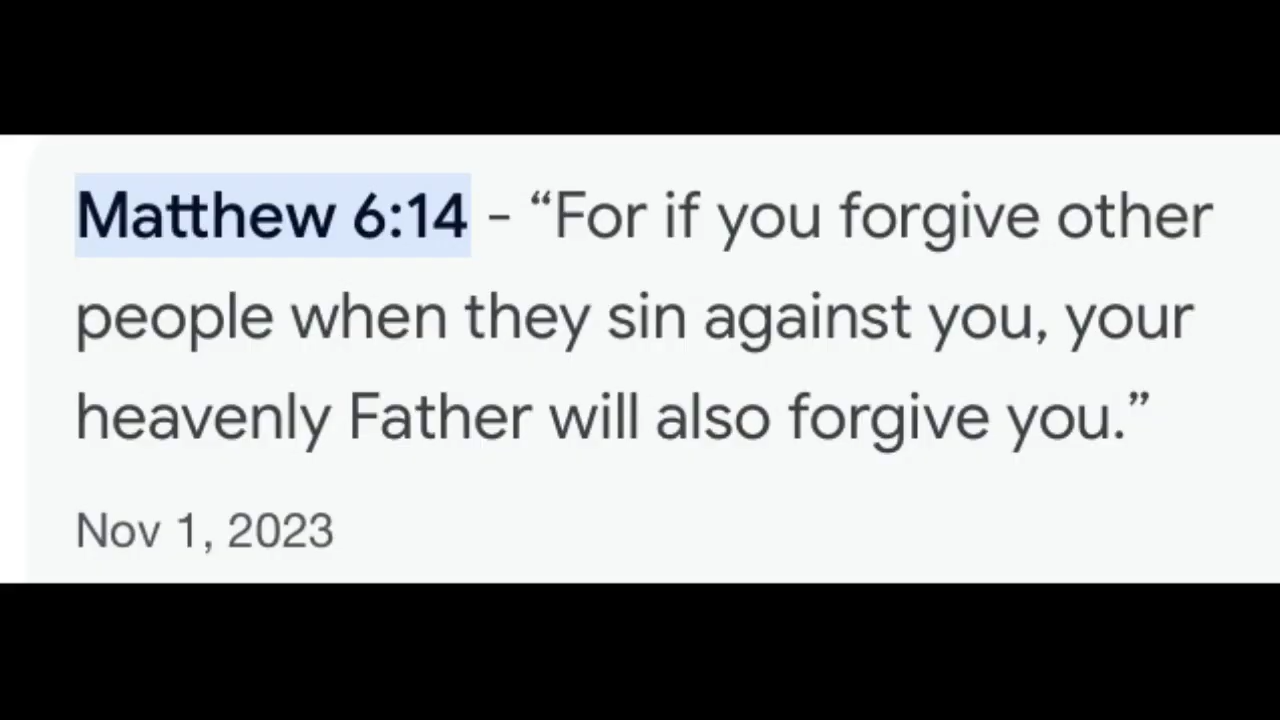 Matthew 6:14 - “For if you forgive other
people when they sin against you, your
heavenly Father will also forgive you.”
Nov 1, 2023